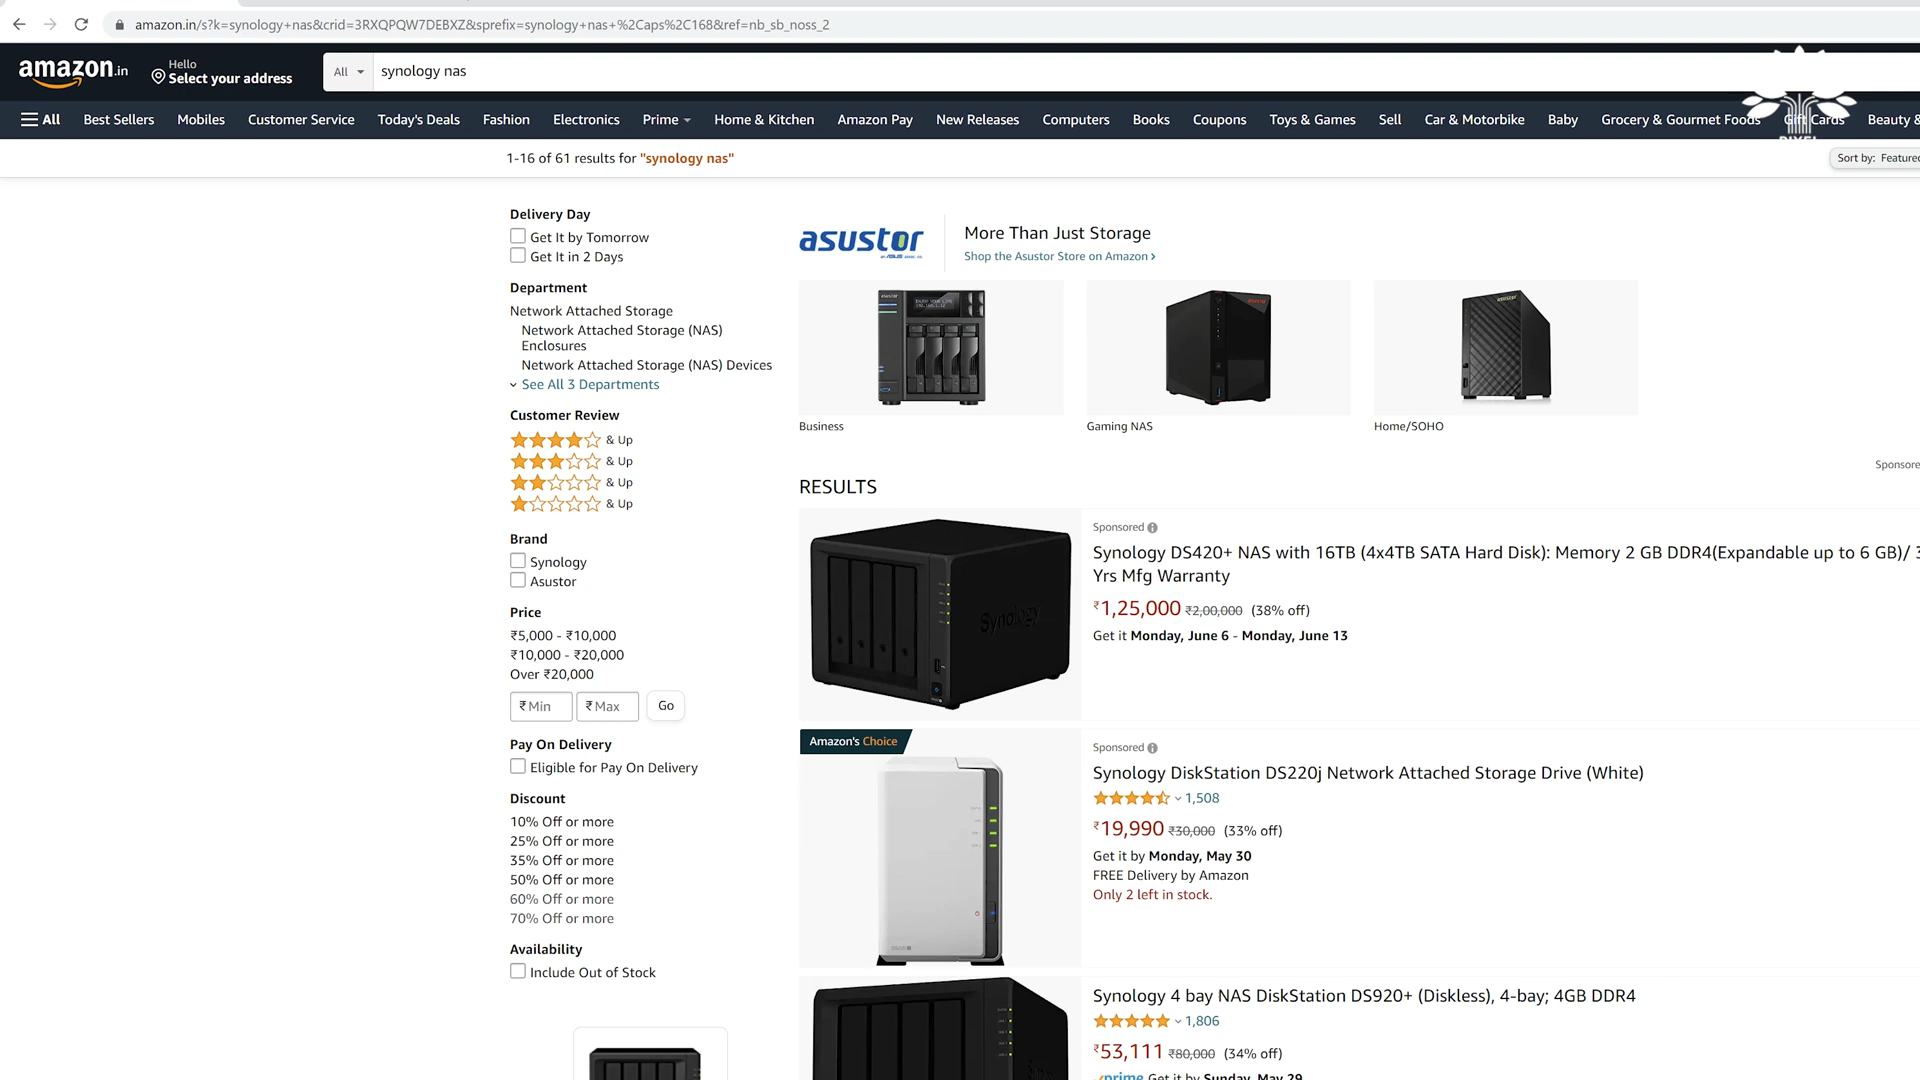 amazon.in/s?k=synology+nas&crid=3RXQPQW7DEBXZ&sprefix=synology+nas+%2Caps%2C168&ref=nb_sb_noss_2
amazon.in
Hello
Select your address
All
synology nas
All Best Sellers Mobiles Customer Service Today's Deals Fashion Electronics Prime Home & Kitchen Amazon Pay New Releases Computers Books Coupons Toys & Games Sell Car & Motorbike Baby Grocery & Gourmet Foods Gift Cards Beauty &
1-16 of 61 results for "synology nas"
Sort by: Featured
Delivery Day
Get It by Tomorrow
Get It in 2 Days
Department
Network Attached Storage
Network Attached Storage (NAS)
Enclosures
Network Attached Storage (NAS) Devices
See All 3 Departments
Customer Review
& Up
& Up
& Up
& Up
Brand
Synology
Asustor
Price
₹5,000 - ₹10,000
₹10,000 - ₹20,000
Over ₹20,000
₹ Min ₹ Max Go
Pay On Delivery
Eligible for Pay On Delivery
Discount
10% Off or more
25% Off or more
35% Off or more
50% Off or more
60% Off or more
70% Off or more
Availability
Include Out of Stock
asustor
More Than Just Storage
Shop the Asustor Store on Amazon ›
Business
Gaming NAS
Home/SOHO
Sponsore
RESULTS
Synology
Sponsored
Synology DS420+ NAS with 16TB (4x4TB SATA Hard Disk): Memory 2 GB DDR4(Expandable up to 6 GB)/ 3
Yrs Mfg Warranty
₹1,25,000 ₹2,00,000 (38% off)
Get it Monday, June 6 - Monday, June 13
Amazon's Choice
Sponsored
Synology DiskStation DS220j Network Attached Storage Drive (White)
1,508
₹19,990 ₹30,000 (33% off)
Get it by Monday, May 30
FREE Delivery by Amazon
Only 2 left in stock.
Synology 4 bay NAS DiskStation DS920+ (Diskless), 4-bay; 4GB DDR4
1,806
₹53,111 ₹80,000 (34% off)
prime Get it by Sunday, May 29